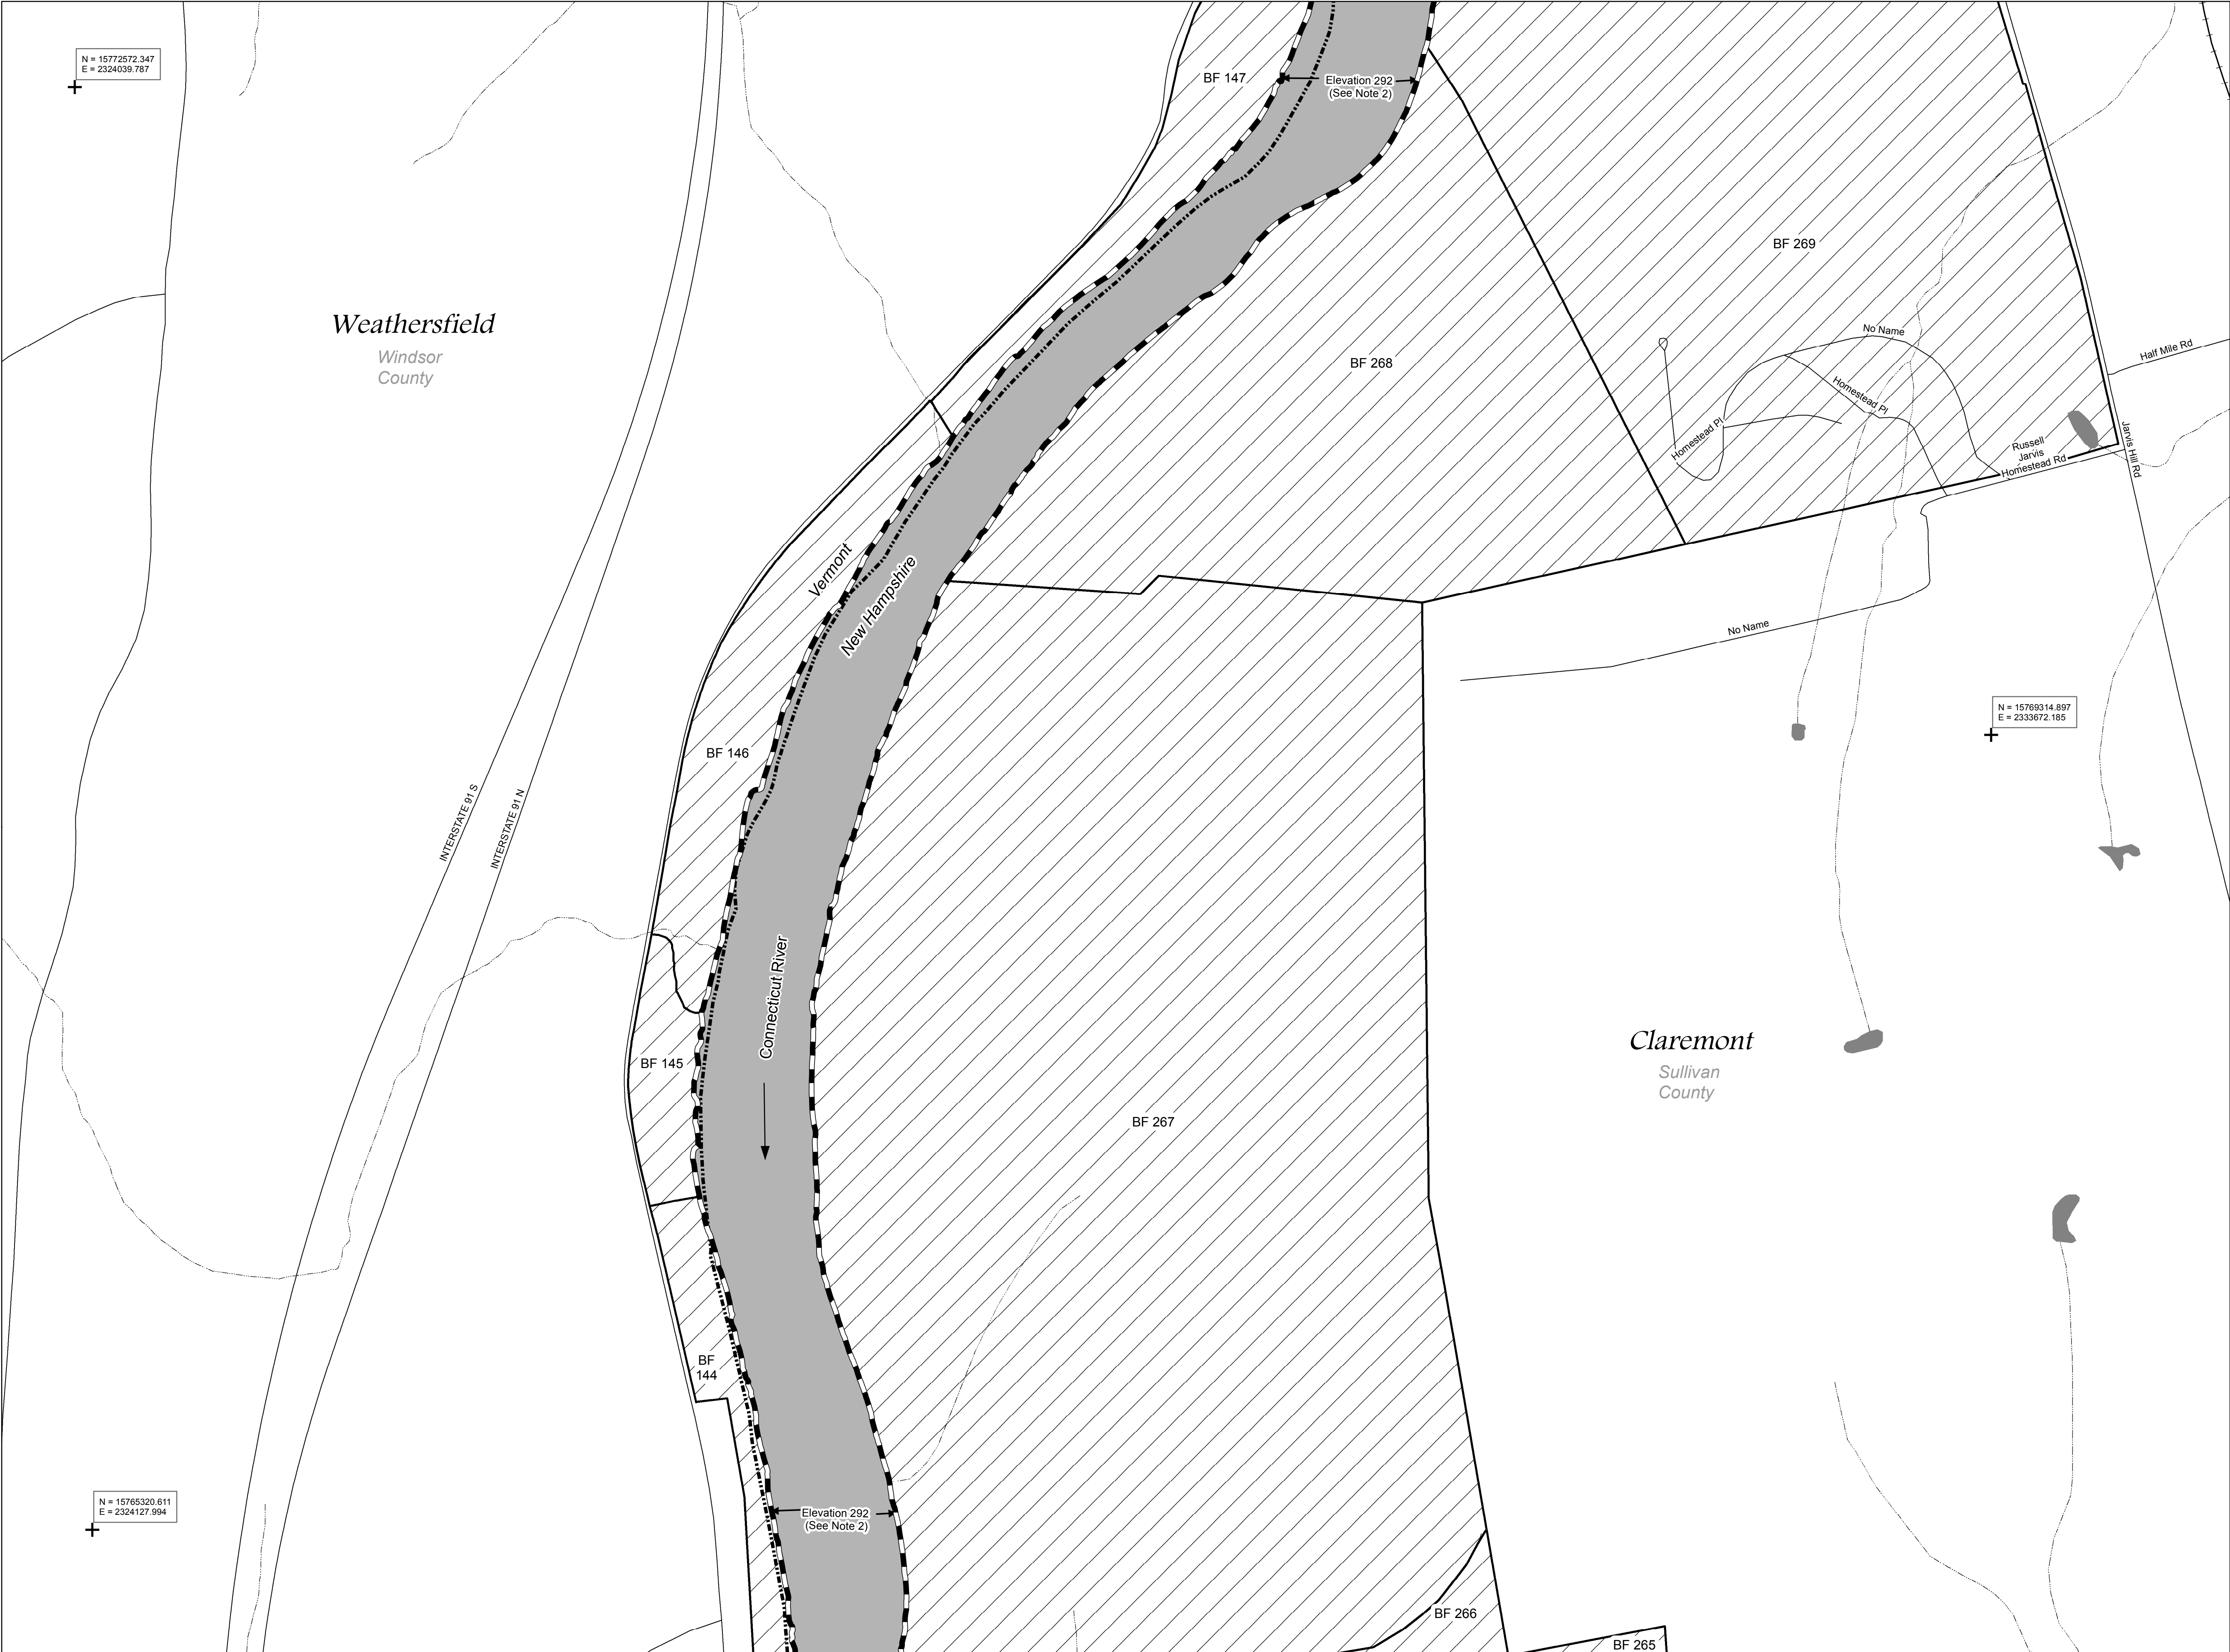 N = 15772572.347
E = 2324039.787
BF 147
Elevation 292
(See Note 2)
BF 269
Weathersfield
Windsor
County
No Name
Half Mile Rd
BF 268
Homestead Pl
Homestead Pl
Russell
Jarvis
Homestead Rd
Jarvis Hill Rd
Vermont
New Hampshire
No Name
N = 15769314.897
E = 2333672.185
BF 146
INTERSTATE 91 S
INTERSTATE 91 N
Connecticut River
Claremont
Sullivan
County
BF 145
BF 267
BF
144
N = 15765320.611
E = 2324127.994
Elevation 292
(See Note 2)
BF 266
BF 265